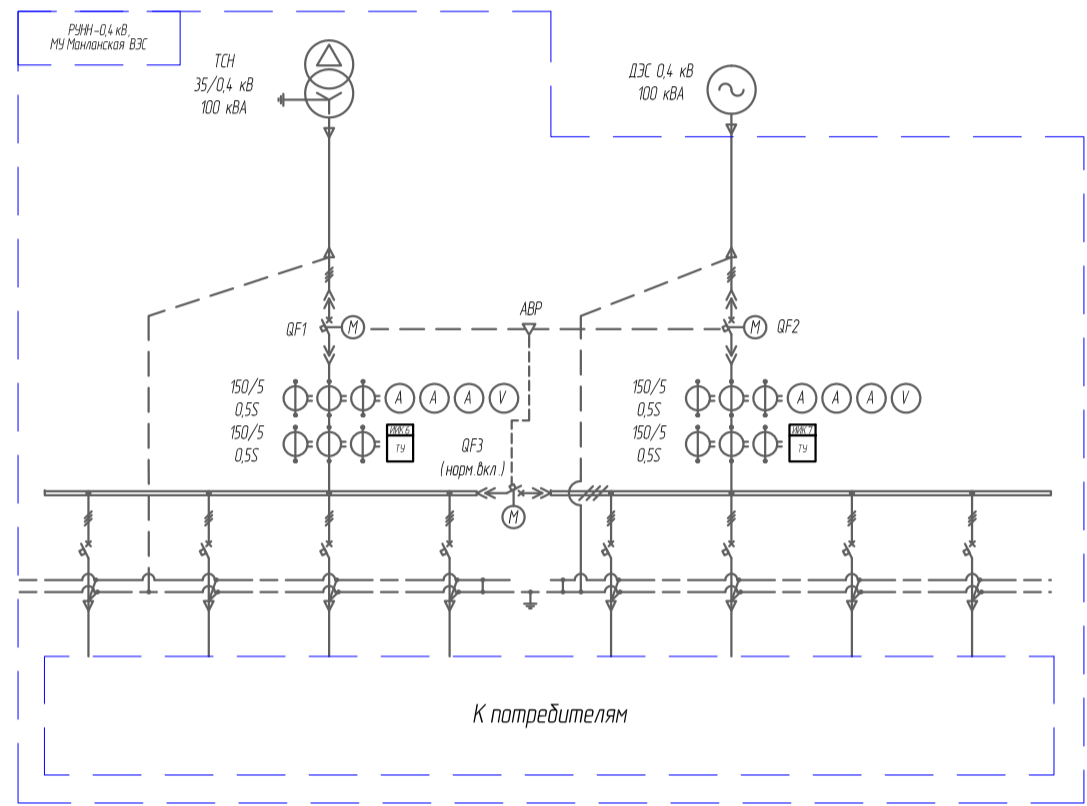 РУНН-0,4 кВ,
МУ Манланская ВЭС
ТСН
35/0,4 кВ
100 кВА
ДЭС 0,4 кВ
100 кВА
АВР
QF1
М
М
QF2
150/5
0,5S
А
А
А
V
150/5
0,5S
ИИК6
ТУ
150/5
0,5S
А
А
А
V
150/5
0,5S
ИИК7
ТУ
QF3
(норм.вкл.)
М
К потребителям